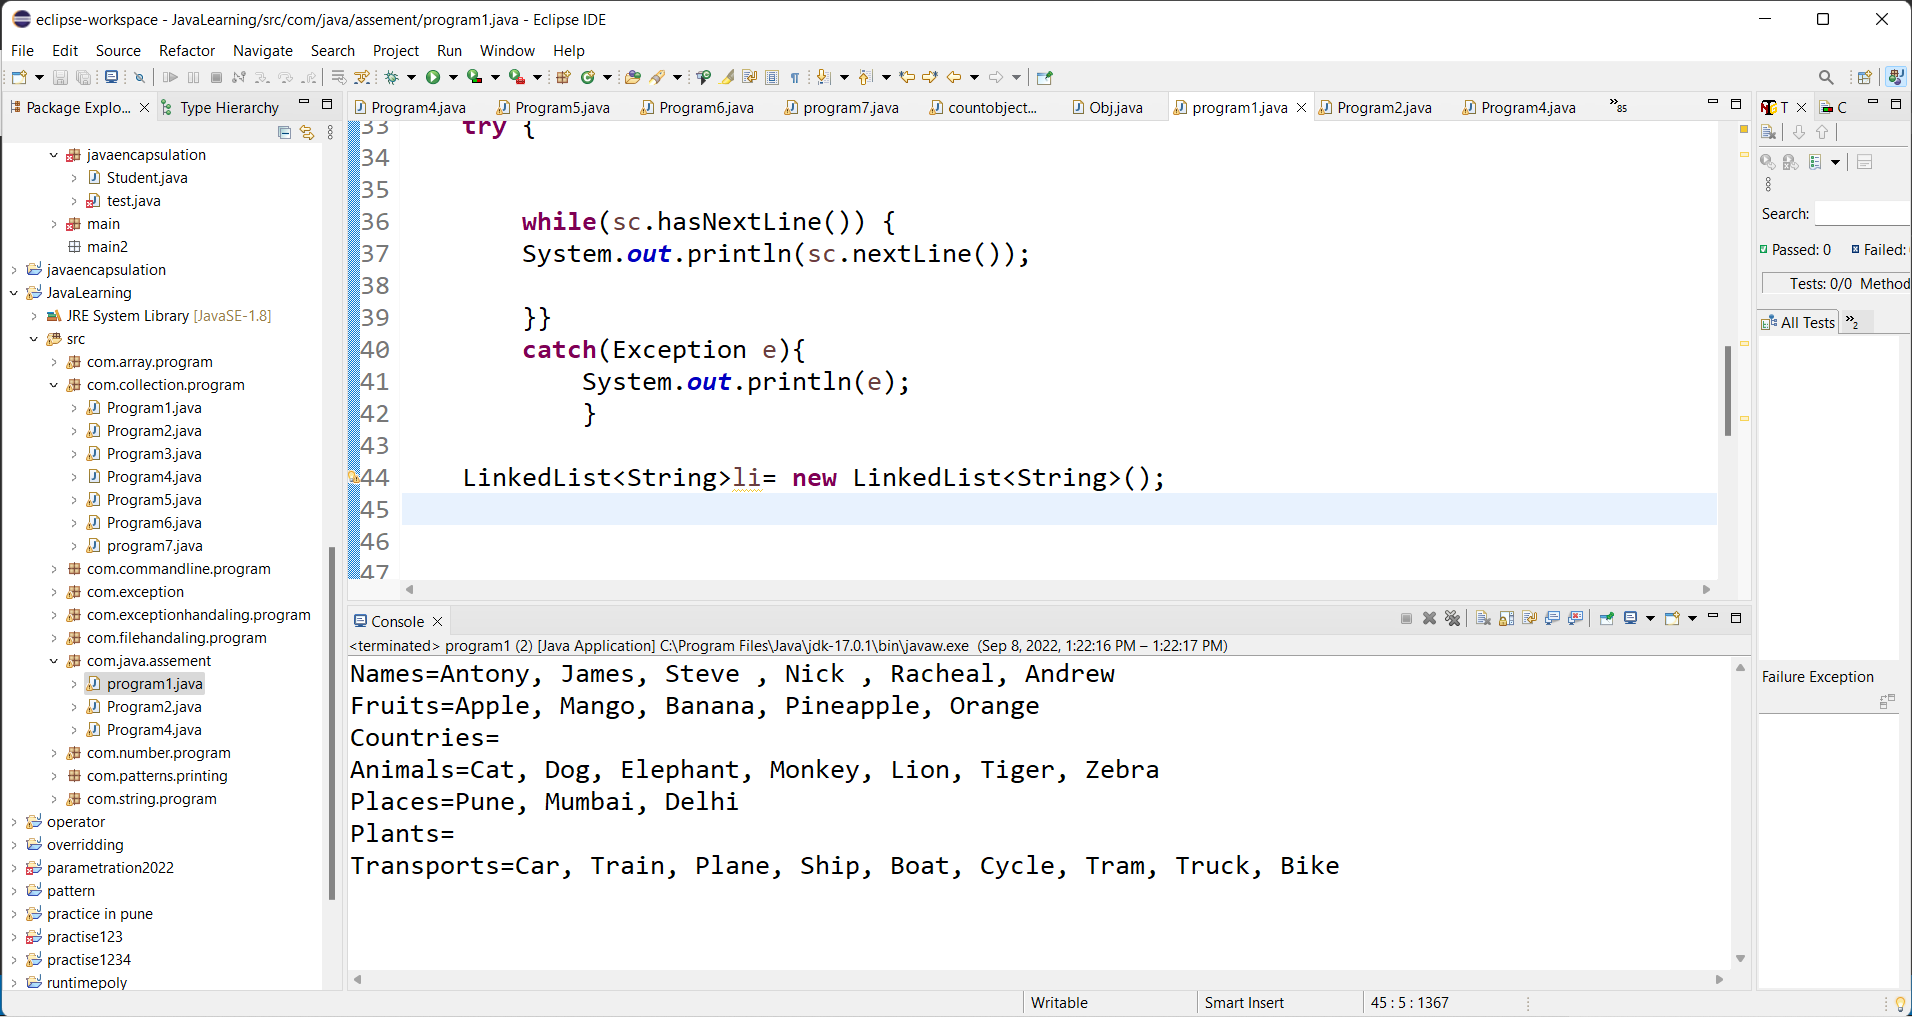 eclipse-workspace - JavaLearning/src/com/java/assement/program1.java - Eclipse IDE
File Edit Source Refactor Navigate Search Project Run Window Help
Package Explo... Type Hierarchy
Program4.java Program5.java Program6.java program7.java countobject... Obj.java program1.java Program2.java Program4.java »85
T C
javaencapsulation
Student.java
test.java
main
main2
javaencapsulation
JavaLearning
JRE System Library [JavaSE-1.8]
src
com.array.program
com.collection.program
Program1.java
Program2.java
Program3.java
Program4.java
Program5.java
Program6.java
program7.java
com.commandline.program
com.exception
com.exceptionhandaling.program
com.filehandaling.program
com.java.assement
program1.java
Program2.java
Program4.java
com.number.program
com.patterns.printing
com.string.program
operator
overridding
parametration2022
pattern
practice in pune
practise123
practise1234
runtimepoly
33 try {
34
35
36 while(sc.hasNextLine()) {
37 System.out.println(sc.nextLine());
38
39 }}
40 catch(Exception e){
41 System.out.println(e);
42 }
43
44 LinkedList<String>li= new LinkedList<String>();
45
46
47
Console
<terminated> program1 (2) [Java Application] C:\Program Files\Java\jdk-17.0.1\bin\javaw.exe (Sep 8, 2022, 1:22:16 PM – 1:22:17 PM)
Names=Antony, James, Steve , Nick , Racheal, Andrew
Fruits=Apple, Mango, Banana, Pineapple, Orange
Countries=
Animals=Cat, Dog, Elephant, Monkey, Lion, Tiger, Zebra
Places=Pune, Mumbai, Delhi
Plants=
Transports=Car, Train, Plane, Ship, Boat, Cycle, Tram, Truck, Bike
Search:
Passed: 0 Failed:
Tests: 0/0 Method
All Tests »2
Failure Exception
Writable Smart Insert 45 : 5 : 1367